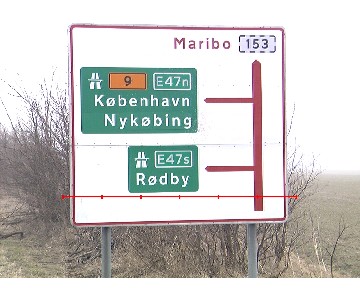 Maribo 153
9 E47n
København
Nykøbing
E47s
Rødby